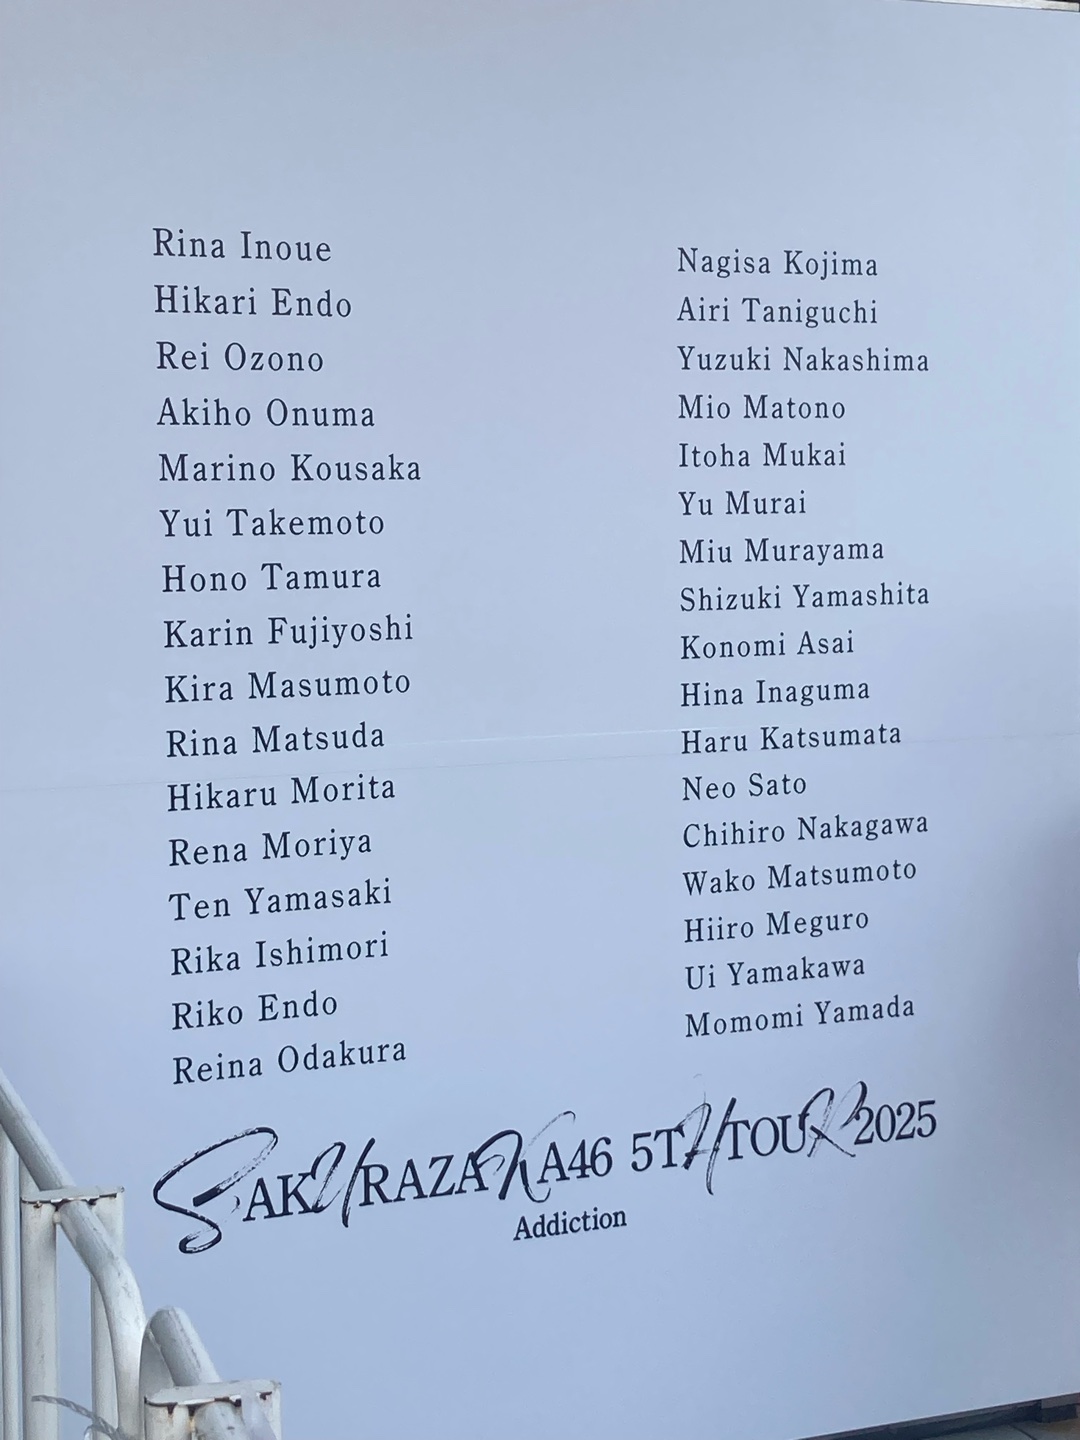 Rina Inoue
Hikari Endo
Rei Ozono
Akiho Onuma
Marino Kousaka
Yui Takemoto
Hono Tamura
Karin Fujiyoshi
Kira Masumoto
Rina Matsuda
Hikaru Morita
Rena Moriya
Ten Yamasaki
Rika Ishimori
Riko Endo
Reina Odakura
Nagisa Kojima
Airi Taniguchi
Yuzuki Nakashima
Mio Matono
Itoha Mukai
Yu Murai
Miu Murayama
Shizuki Yamashita
Konomi Asai
Hina Inaguma
Haru Katsumata
Neo Sato
Chihiro Nakagawa
Wako Matsumoto
Hiiro Meguro
Ui Yamakawa
Momomi Yamada
SAKURAZAKA46 5TH TOUR 2025
Addiction